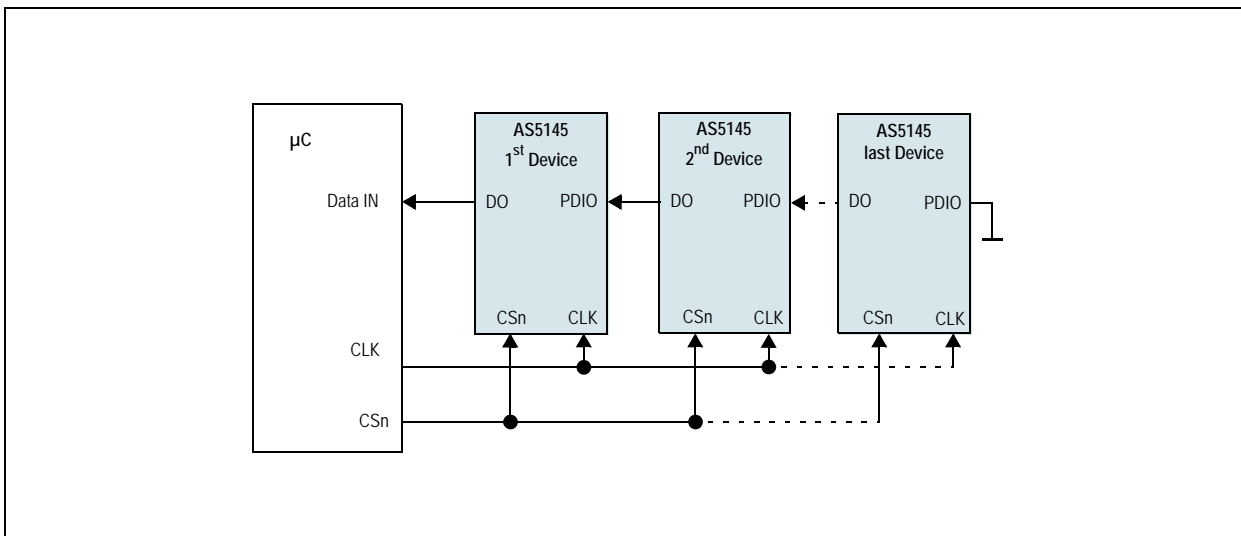 µC
Data IN
CLK
CSn
AS5145
1st Device
DO PDIO
CSn CLK
AS5145
2nd Device
DO PDIO
CSn CLK
AS5145
last Device
DO PDIO
CSn CLK